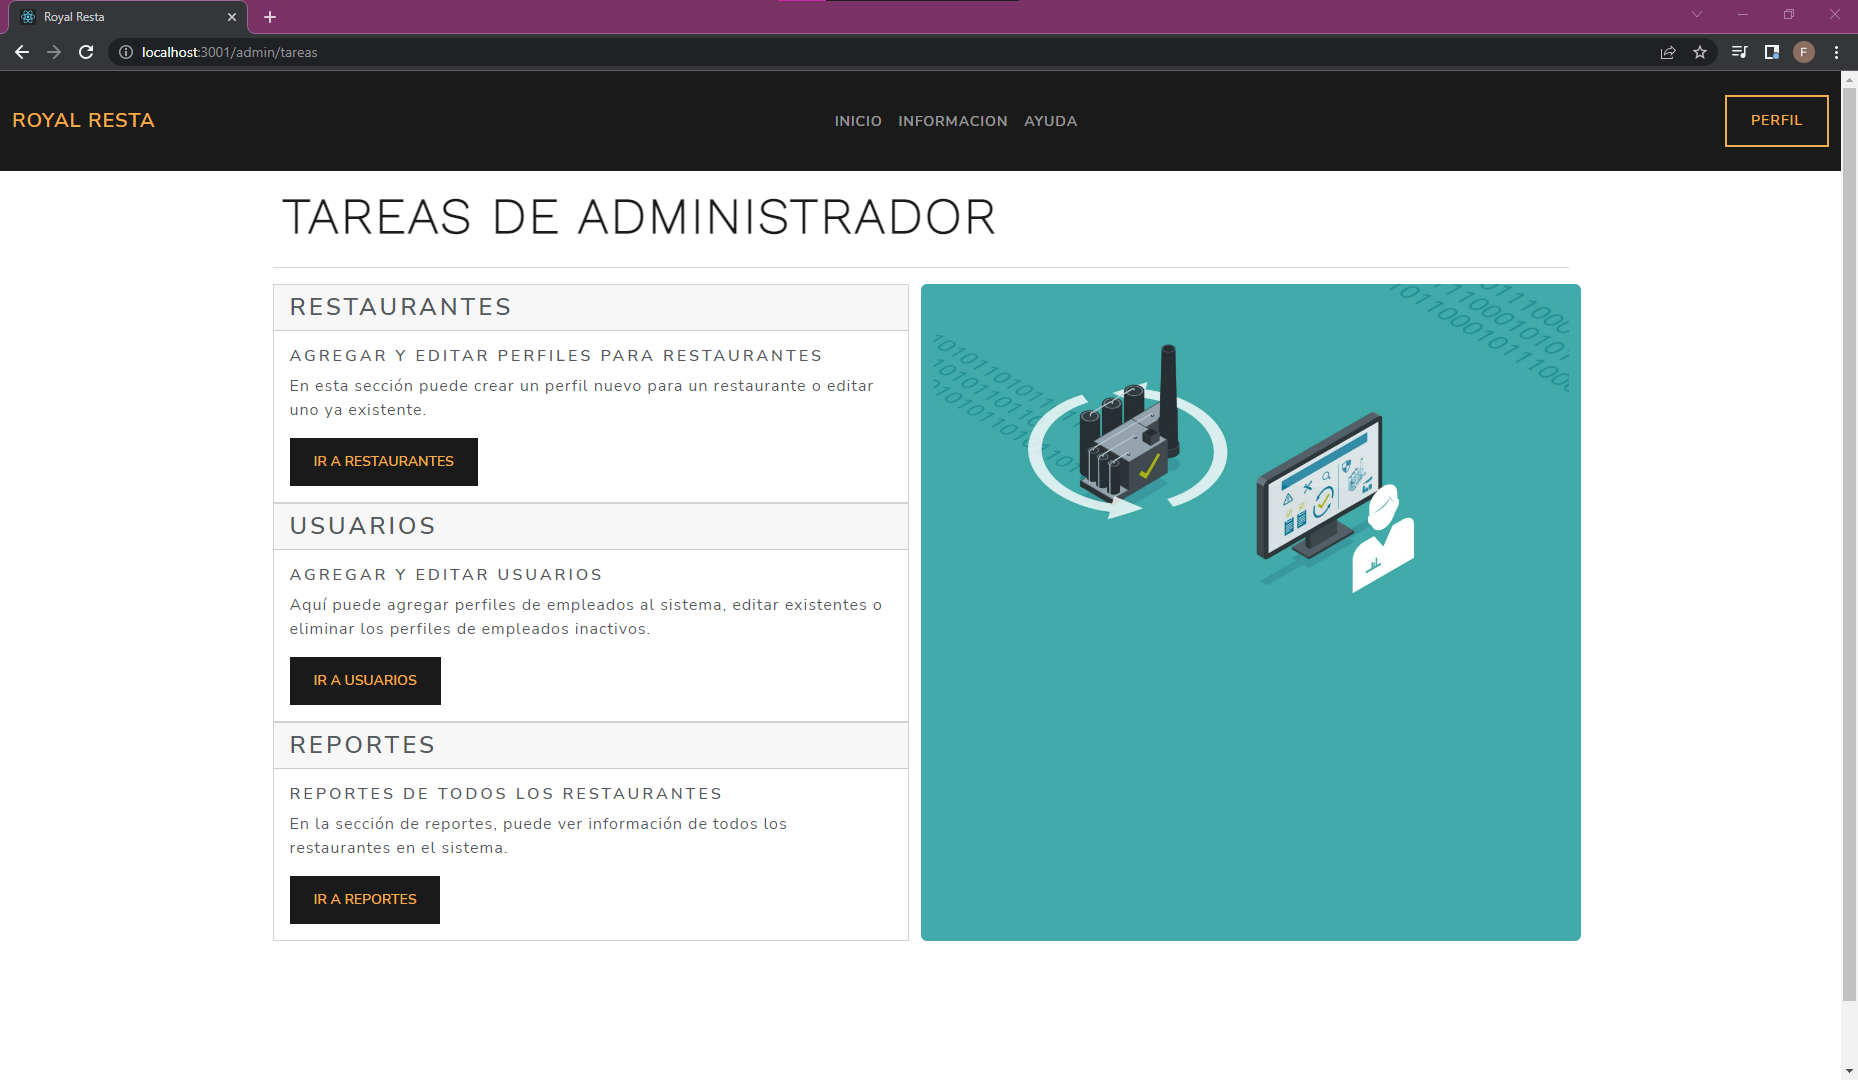 Royal Resta
localhost:3001/admin/tareas
F
ROYAL RESTA
INICIO INFORMACION AYUDA
PERFIL
TAREAS DE ADMINISTRADOR
RESTAURANTES
AGREGAR Y EDITAR PERFILES PARA RESTAURANTES
En esta sección puede crear un perfil nuevo para un restaurante o editar
uno ya existente.
IR A RESTAURANTES
USUARIOS
AGREGAR Y EDITAR USUARIOS
Aquí puede agregar perfiles de empleados al sistema, editar existentes o
eliminar los perfiles de empleados inactivos.
IR A USUARIOS
REPORTES
REPORTES DE TODOS LOS RESTAURANTES
En la sección de reportes, puede ver información de todos los
restaurantes en el sistema.
IR A REPORTES